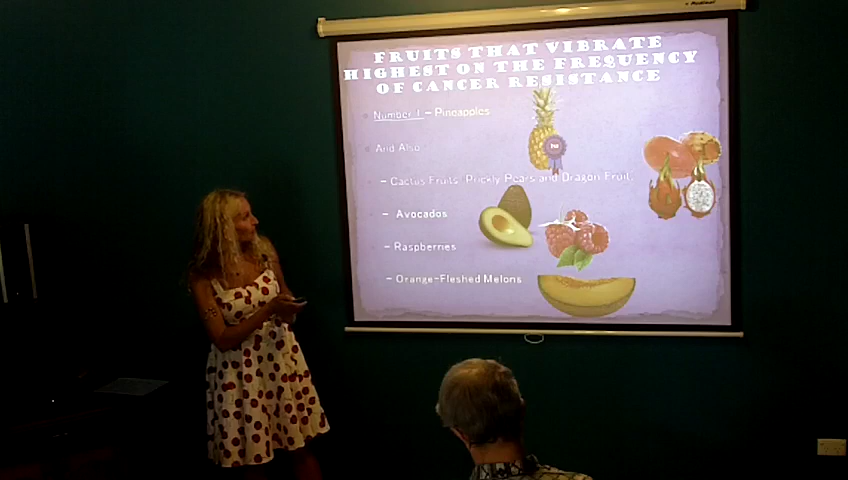 FRUITS THAT VIBRATE
HIGHEST ON THE FREQUENCY
OF CANCER RESISTANCE
Number 1 – Pineapples
And Also
– Cactus Fruits: Prickly Pears and Dragon Fruit.
– Avocados
– Raspberries
– Orange-Fleshed Melons